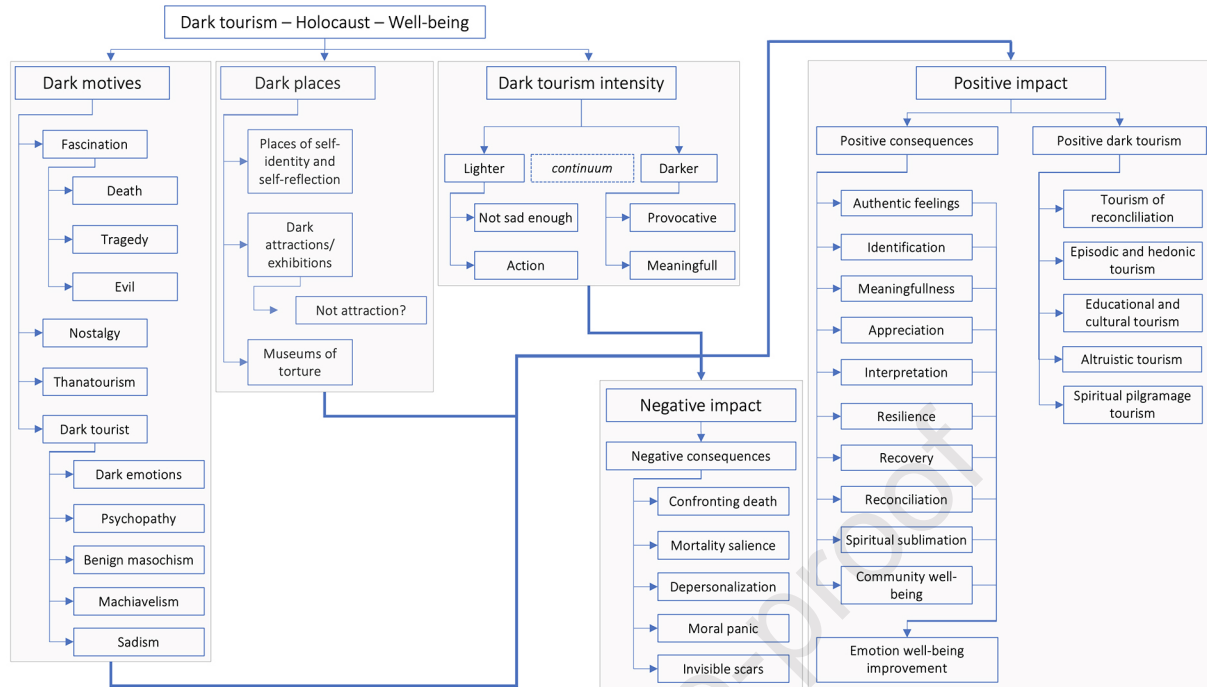 Dark tourism – Holocaust – Well-being
Dark motives
Fascination
Death
Tragedy
Evil
Nostalgy
Thanatourism
Dark tourist
Dark emotions
Psychopathy
Benign masochism
Machiavelism
Sadism
Dark places
Places of self-
identity and
self-reflection
Dark
attractions/
exhibitions
Not attraction?
Museums of
torture
Dark tourism intensity
Lighter
continuum
Darker
Not sad enough
Action
Provocative
Meaningfull
Negative impact
Negative consequences
Confronting death
Mortality salience
Depersonalization
Moral panic
Invisible scars
Positive impact
Positive consequences
Authentic feelings
Identification
Meaningfullness
Appreciation
Interpretation
Resilience
Recovery
Reconciliation
Spiritual sublimation
Community well-
being
Emotion well-being
improvement
Positive dark tourism
Tourism of
reconcliliation
Episodic and hedonic
tourism
Educational and
cultural tourism
Altruistic tourism
Spiritual pilgramage
tourism
-proof